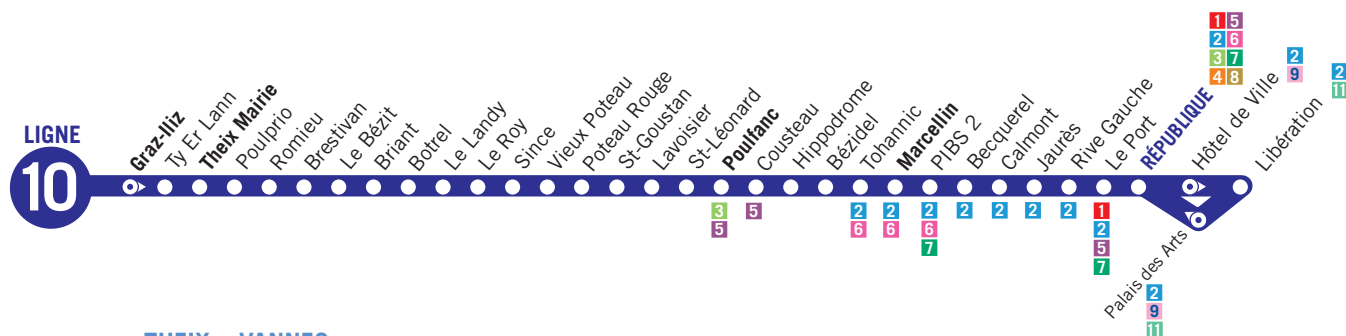 LIGNE
10
Graz-Iliz
Ty Er Lann
Theix Mairie
Poulprio
Romieu
Brestivan
Le Bézit
Briant
Botrel
Le Landy
Le Roy
Since
Vieux Poteau
Poteau Rouge
St-Goustan
Lavoisier
St-Léonard
Poulfanc
3
5
Cousteau
5
Hippodrome
Bézidel
Tohannic
2
6
Marcellin
2
6
PIBS 2
2
6
7
Becquerel
2
Calmont
2
Jaurès
2
Rive Gauche
2
Le Port
1
2
5
7
RÉPUBLIQUE
1 5
2 6
3 7
4 8
Hôtel de Ville
2
9
Libération
2
11
Palais des Arts
2
9
11